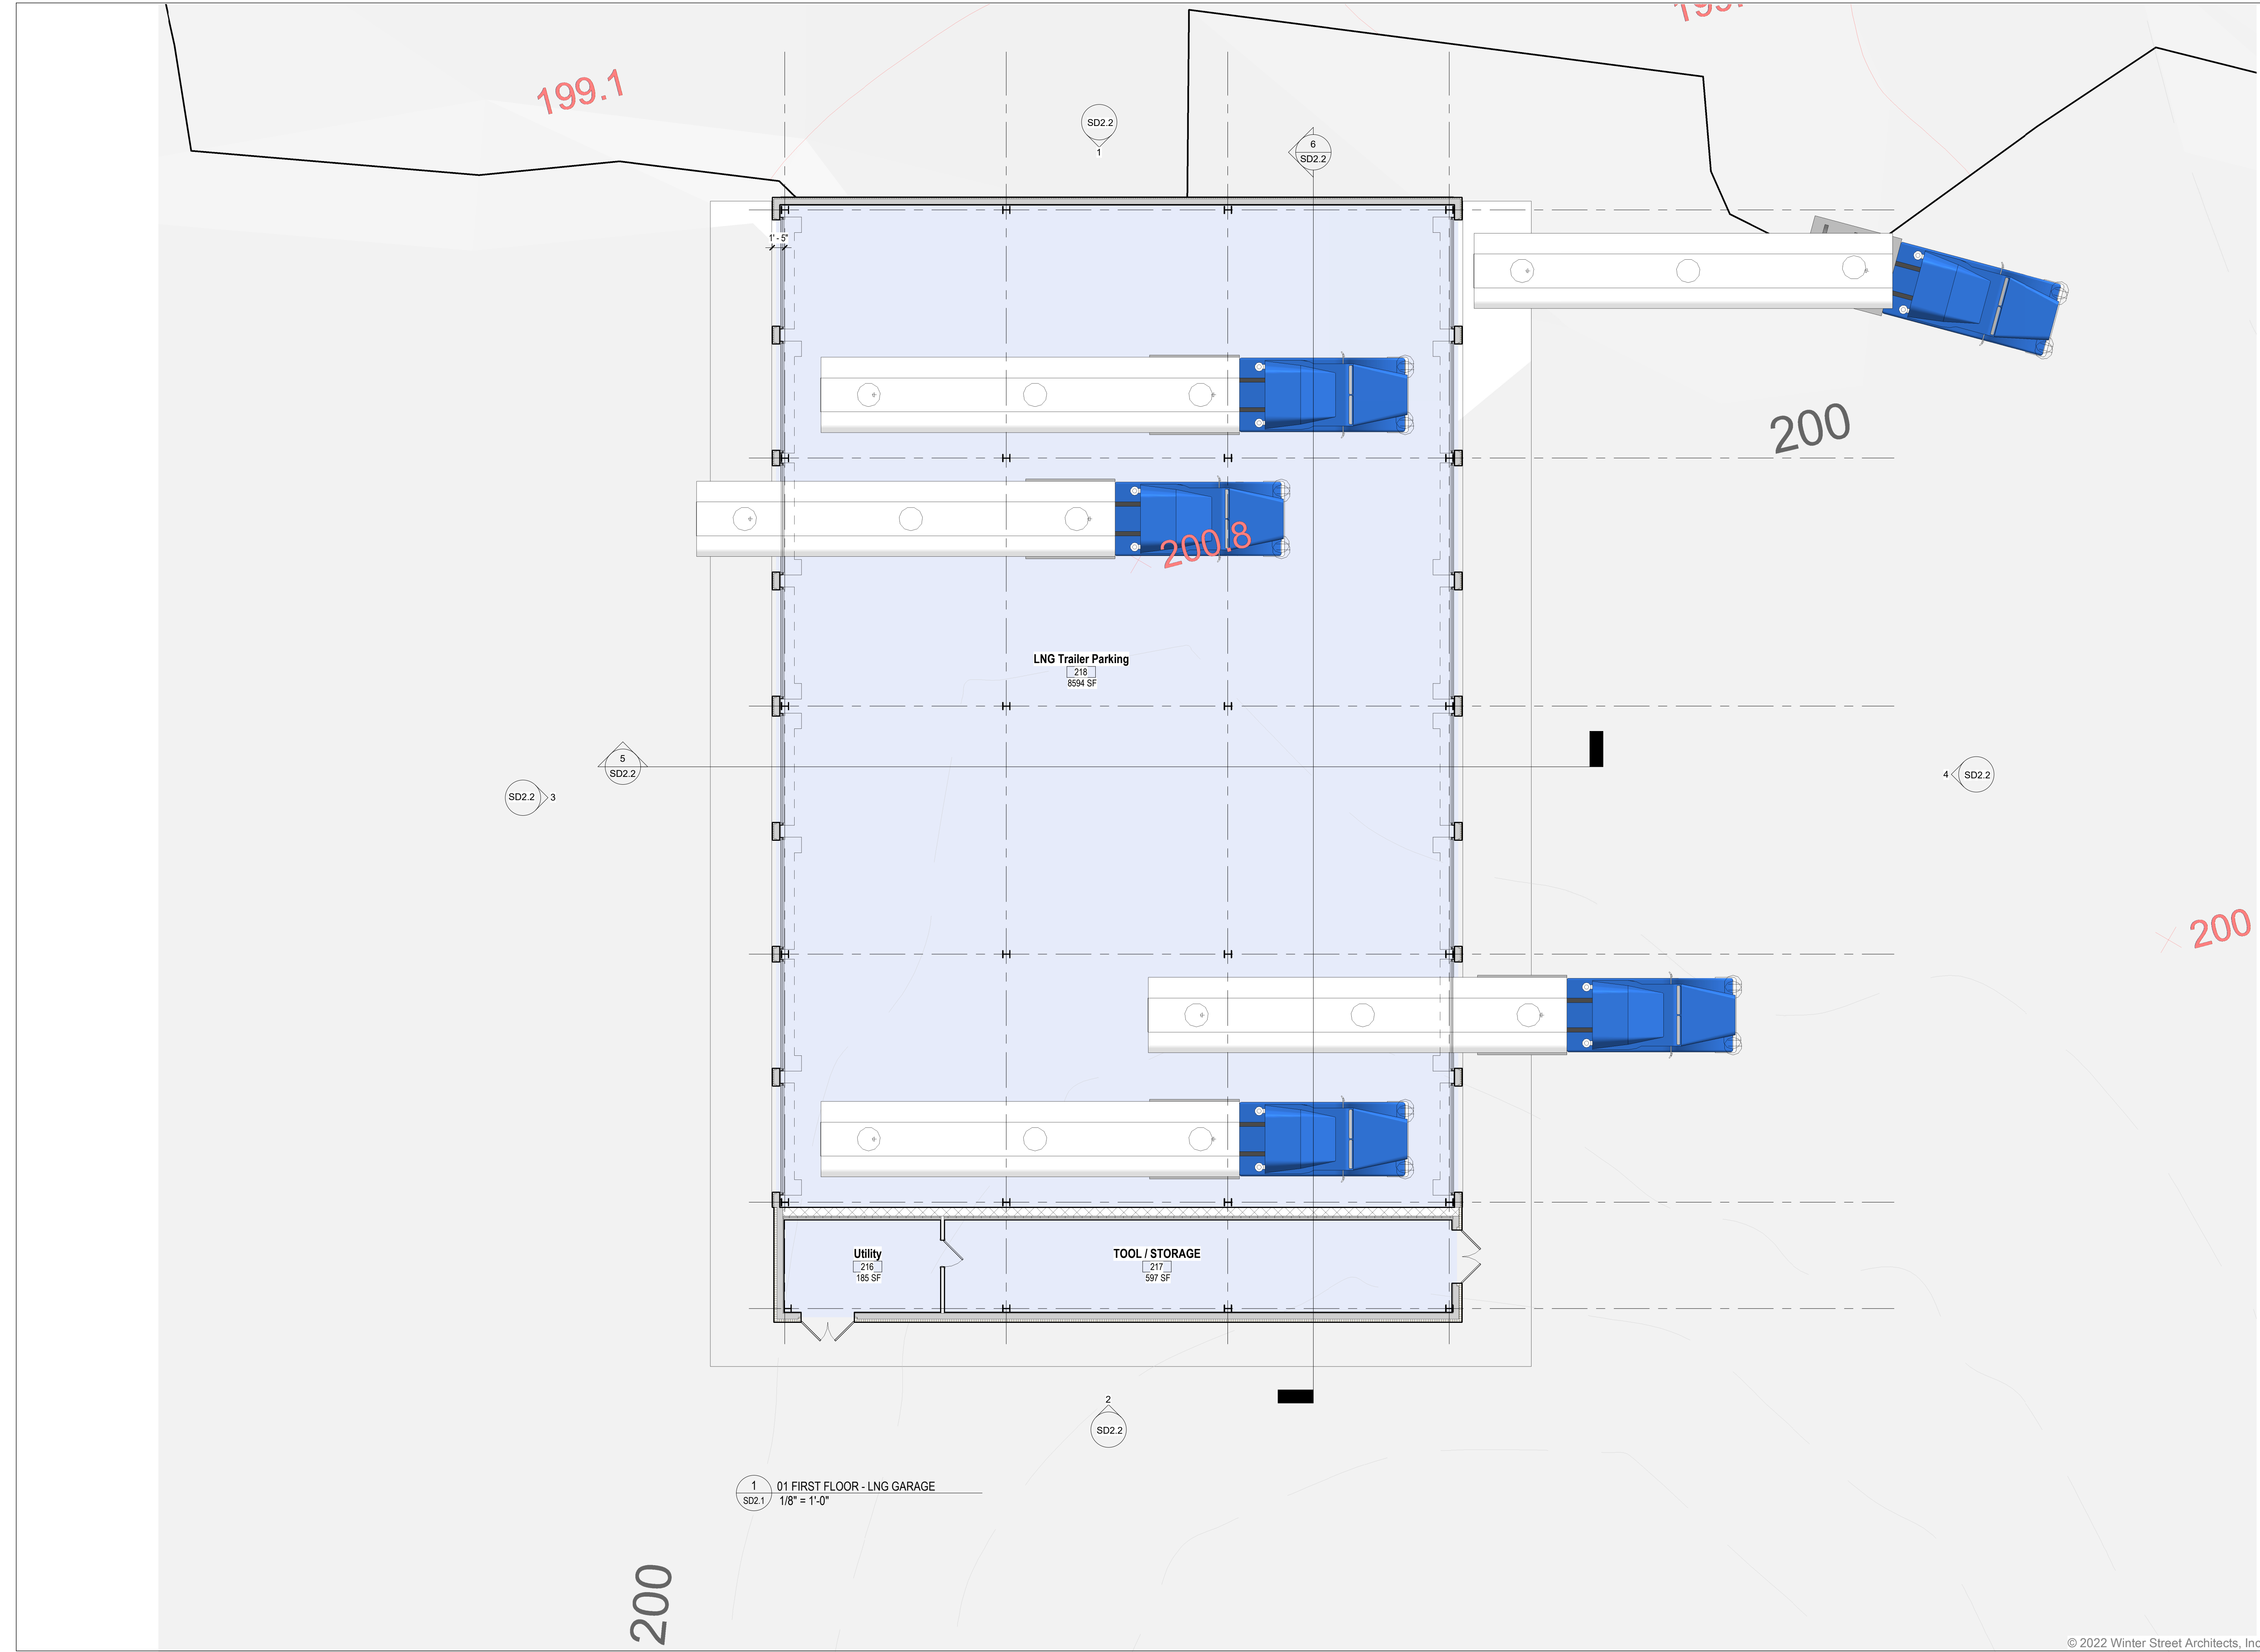 199.1
SD2.2
1
6
SD2.2
1' - 5"
200
200.8
LNG Trailer Parking
218
8594 SF
5
SD2.2
SD2.2
3
4
SD2.2
200
Utility
216
185 SF
TOOL / STORAGE
217
597 SF
2
SD2.2
1
01 FIRST FLOOR - LNG GARAGE
SD2.1
1/8" = 1'-0"
200
© 2022 Winter Street Architects, Inc